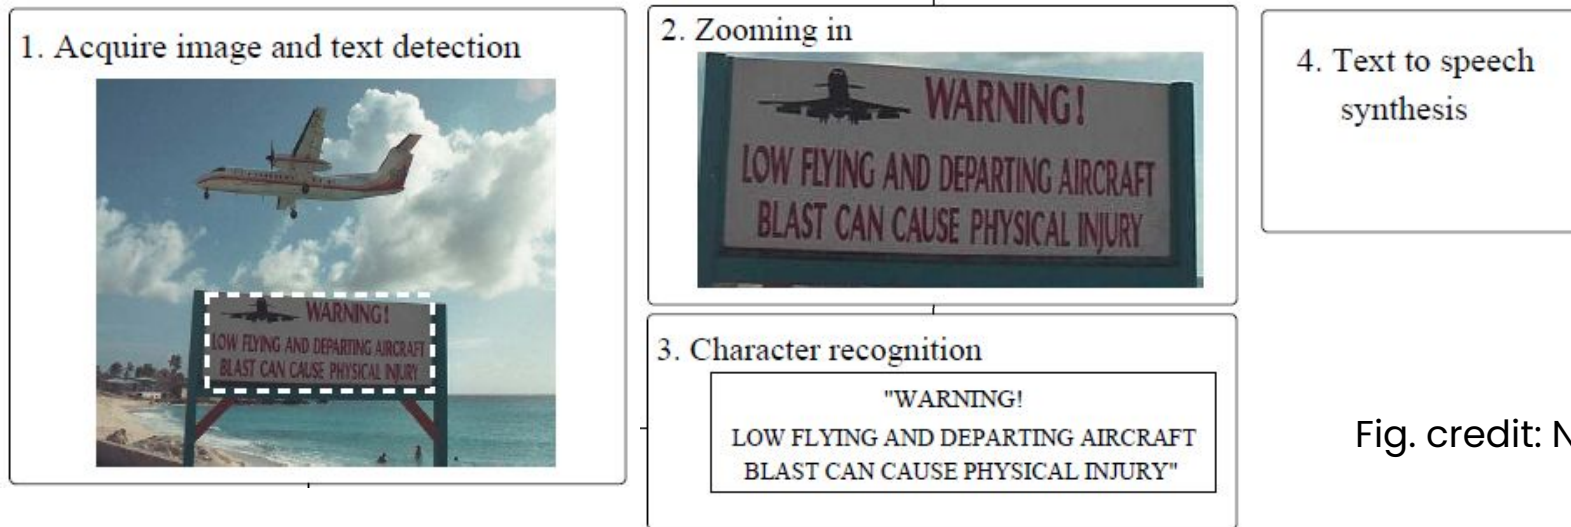 1. Acquire image and text detection
WARNING!
LOW FLYING AND DEPARTING AIRCRAFT
BLAST CAN CAUSE PHYSICAL INJURY
2. Zooming in
WARNING!
LOW FLYING AND DEPARTING AIRCRAFT
BLAST CAN CAUSE PHYSICAL INJURY
3. Character recognition
"WARNING!
LOW FLYING AND DEPARTING AIRCRAFT
BLAST CAN CAUSE PHYSICAL INJURY"
4. Text to speech
synthesis
Fig. credit: N